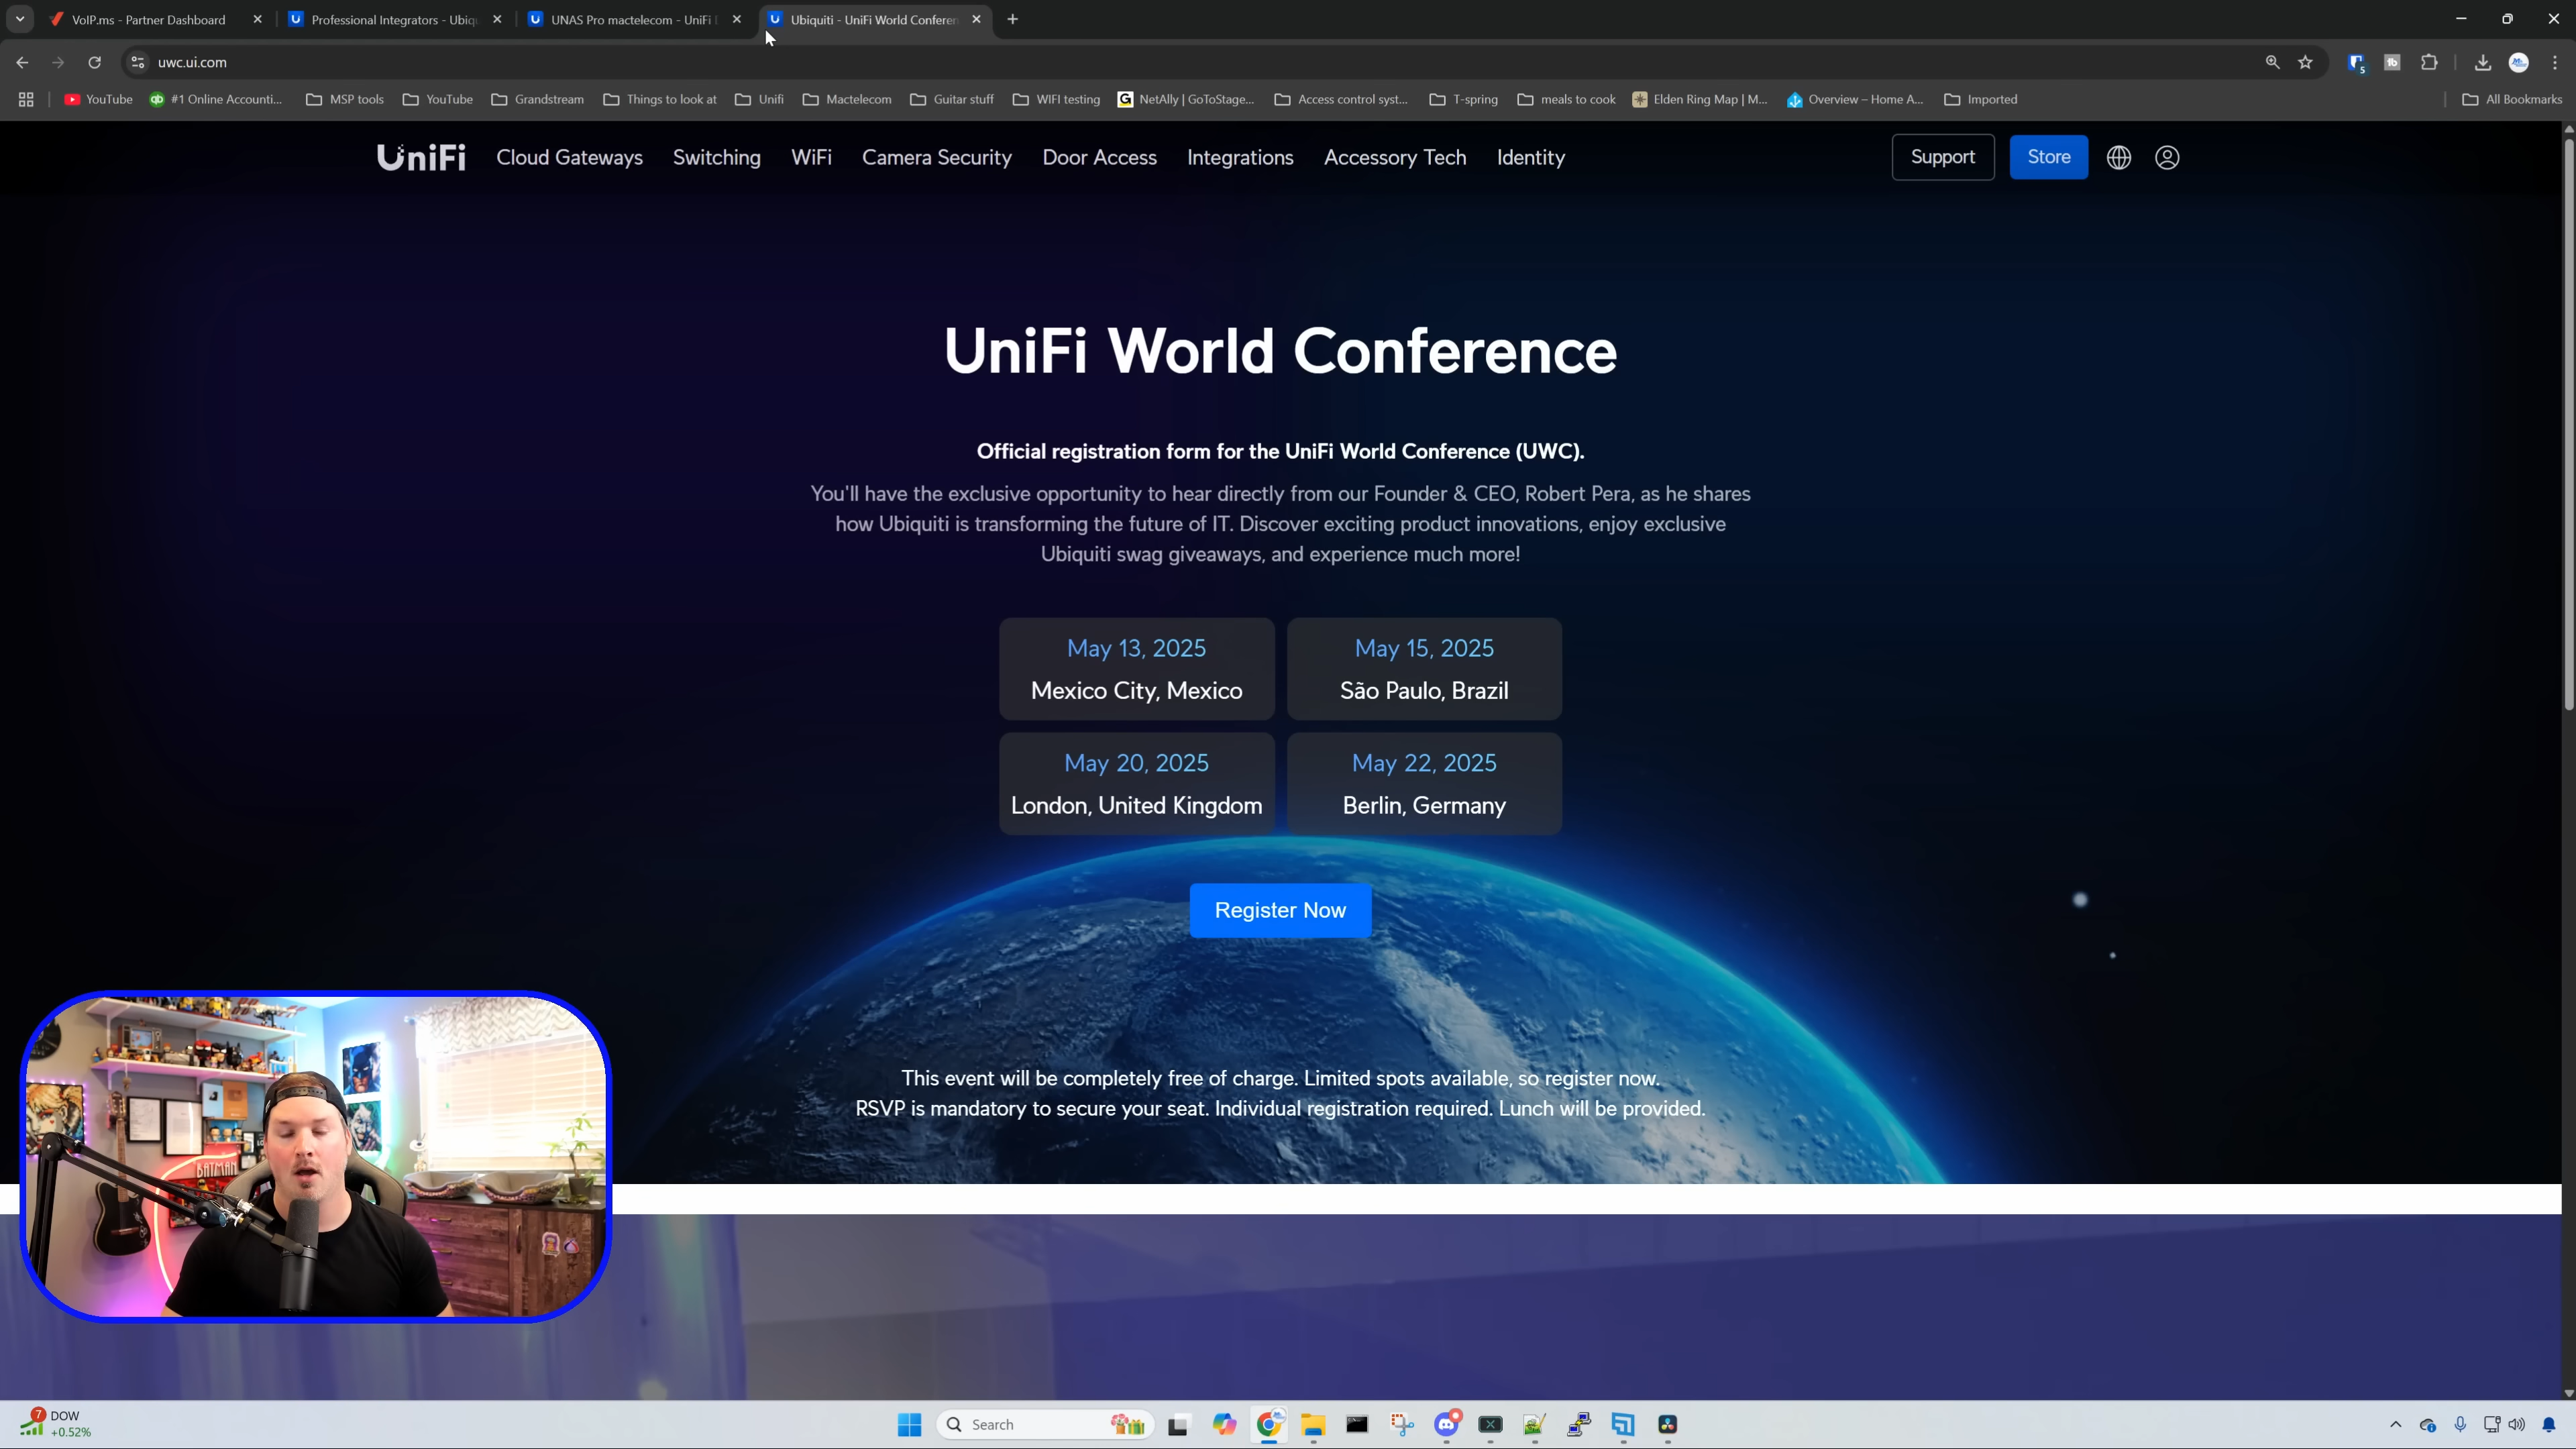 VoIP.ms - Partner Dashboard
Professional Integrators - Ubiqu
UNAS Pro mactelecom - UniFi
Ubiquiti - UniFi World Conferen
uwc.ui.com
YouTube
#1 Online Accounti...
MSP tools
YouTube
Grandstream
Things to look at
Unifi
Mactelecom
Guitar stuff
WIFI testing
NetAlly | GoToStage...
Access control syst...
T-spring
meals to cook
Elden Ring Map | M...
Overview – Home A...
Imported
All Bookmarks
UniFi
Cloud Gateways
Switching
WiFi
Camera Security
Door Access
Integrations
Accessory Tech
Identity
Support
Store
UniFi World Conference
Official registration form for the UniFi World Conference (UWC).
You'll have the exclusive opportunity to hear directly from our Founder & CEO, Robert Pera, as he shares
how Ubiquiti is transforming the future of IT. Discover exciting product innovations, enjoy exclusive
Ubiquiti swag giveaways, and experience much more!
May 13, 2025
Mexico City, Mexico
May 15, 2025
São Paulo, Brazil
May 20, 2025
London, United Kingdom
May 22, 2025
Berlin, Germany
Register Now
This event will be completely free of charge. Limited spots available, so register now.
RSVP is mandatory to secure your seat. Individual registration required. Lunch will be provided.
BATMAN
7
DOW
+0.52%
Search